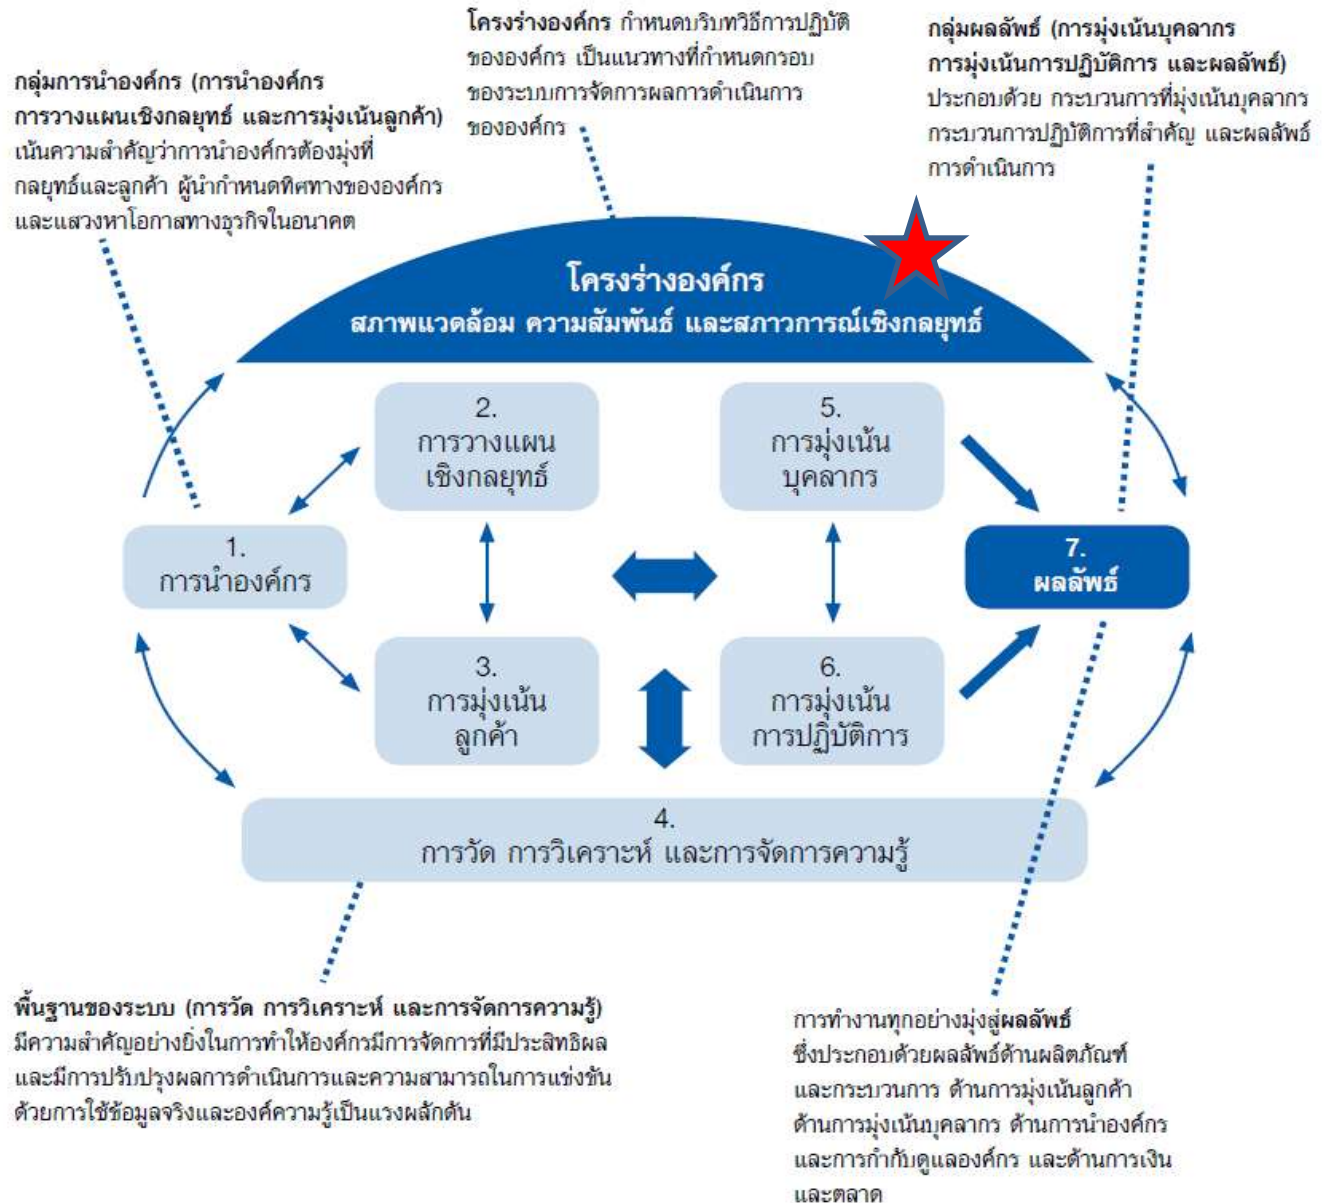 โครงร่างองค์กร กำหนดบริบทวิธีการปฏิบัติ
ขององค์กร เป็นแนวทางที่กำหนดกรอบ
ของระบบการจัดการผลการดำเนินการ
ขององค์กร
กลุ่มผลลัพธ์ (การมุ่งเน้นบุคลากร
การมุ่งเน้นการปฏิบัติการ และผลลัพธ์)
ประกอบด้วย กระบวนการที่มุ่งเน้นบุคลากร
กระบวนการปฏิบัติการที่สำคัญ และผลลัพธ์
การดำเนินการ
กลุ่มการนำองค์กร (การนำองค์กร
การวางแผนเชิงกลยุทธ์ และการมุ่งเน้นลูกค้า)
เน้นความสำคัญว่าการนำองค์กรต้องมุ่งที่
กลยุทธ์และลูกค้า ผู้นำกำหนดทิศทางขององค์กร
และแสวงหาโอกาสทางธุรกิจในอนาคต
โครงร่างองค์กร
สภาพแวดล้อม ความสัมพันธ์ และสภาวการณ์เชิงกลยุทธ์
2.
การวางแผน
เชิงกลยุทธ์
5.
การมุ่งเน้น
บุคลากร
1.
การนำองค์กร
7.
ผลลัพธ์
3.
การมุ่งเน้น
ลูกค้า
6.
การมุ่งเน้น
การปฏิบัติการ
4.
การวัด การวิเคราะห์ และการจัดการความรู้
พื้นฐานของระบบ (การวัด การวิเคราะห์ และการจัดการความรู้)
มีความสำคัญอย่างยิ่งในการทำให้องค์กรมีการจัดการที่มีประสิทธิผล
และมีการปรับปรุงผลการดำเนินการและความสามารถในการแข่งขัน
ด้วยการใช้ข้อมูลจริงและองค์ความรู้เป็นแรงผลักดัน
การทำงานทุกอย่างมุ่งสู่ผลลัพธ์
ซึ่งประกอบด้วยผลลัพธ์ด้านผลิตภัณฑ์
และกระบวนการ ด้านการมุ่งเน้นลูกค้า
ด้านการมุ่งเน้นบุคลากร ด้านการนำองค์กร
และการกำกับดูแลองค์กร และด้านการเงิน
และตลาด